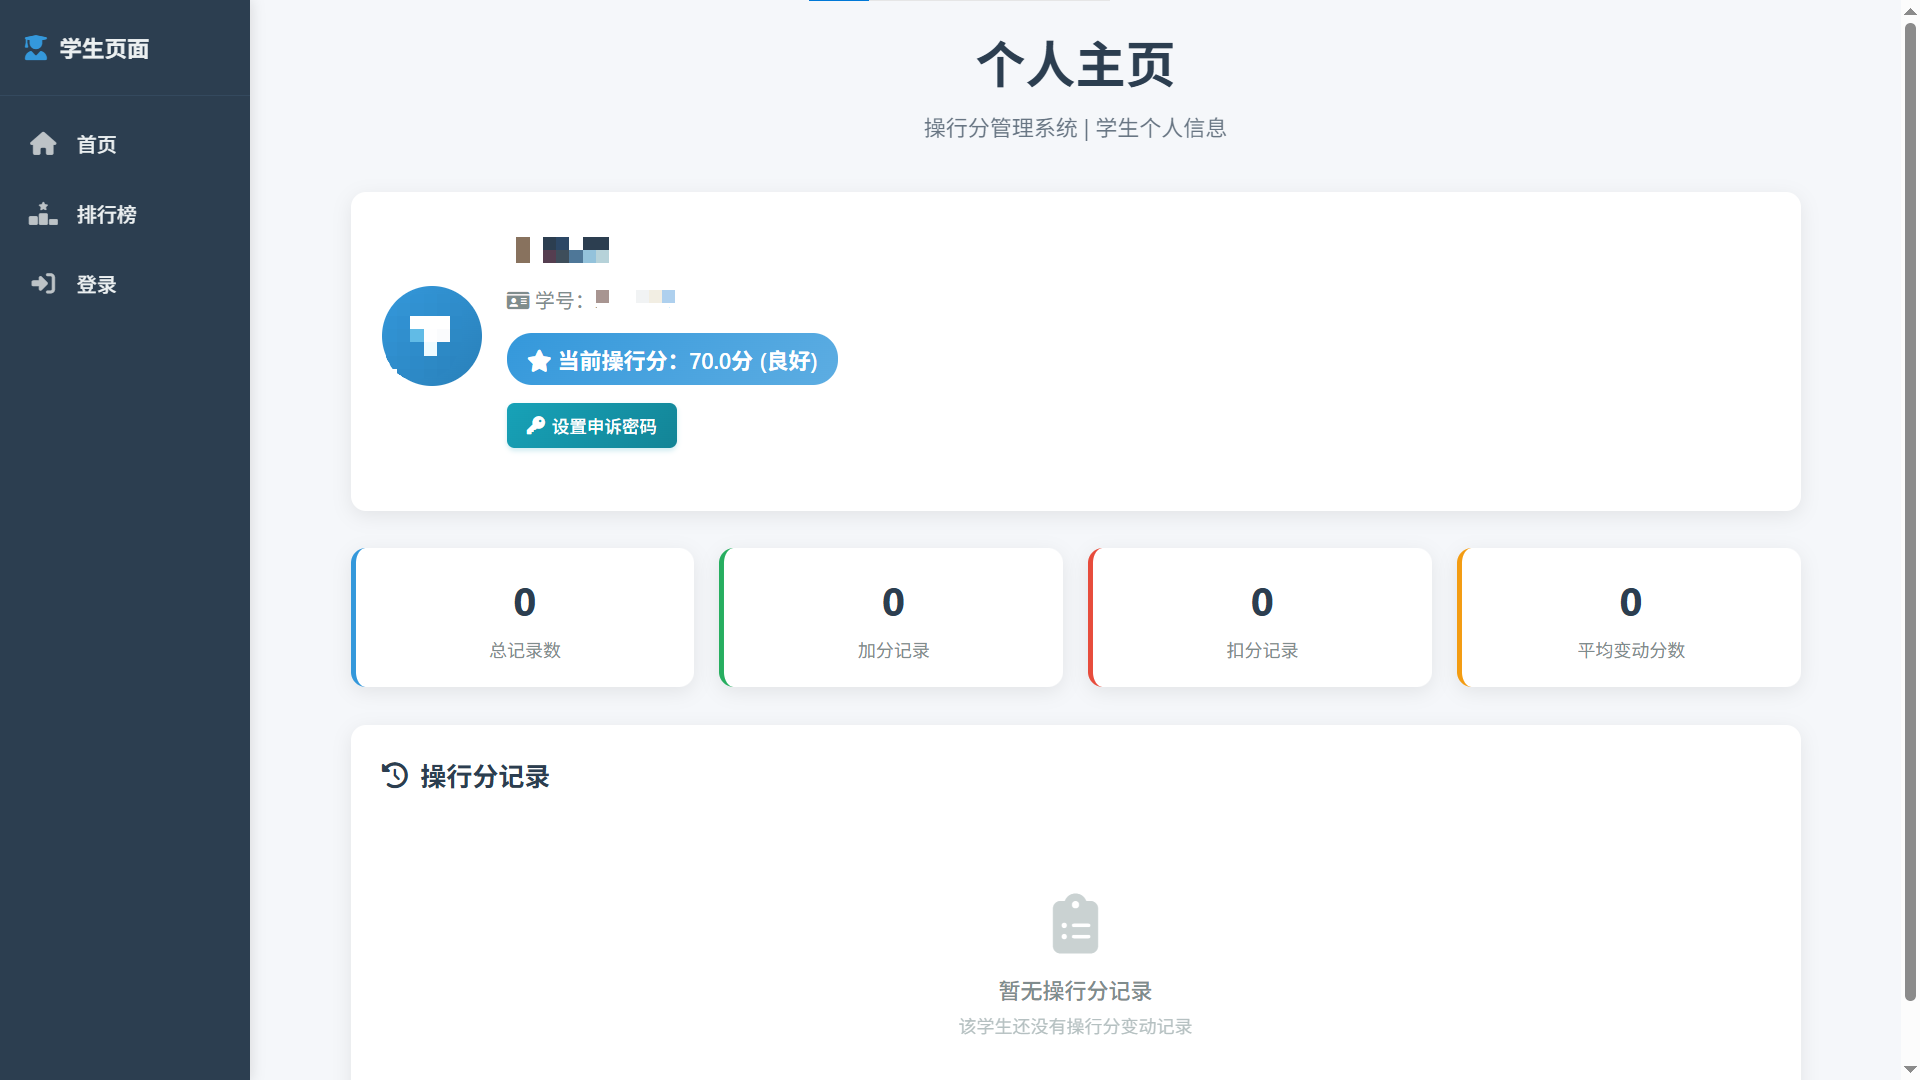 学生页面
首页
排行榜
登录
个人主页
操行分管理系统 | 学生个人信息
学号：
当前操行分：70.0分 (良好)
设置申诉密码
0
总记录数
0
加分记录
0
扣分记录
0
平均变动分数
操行分记录
暂无操行分记录
该学生还没有操行分变动记录